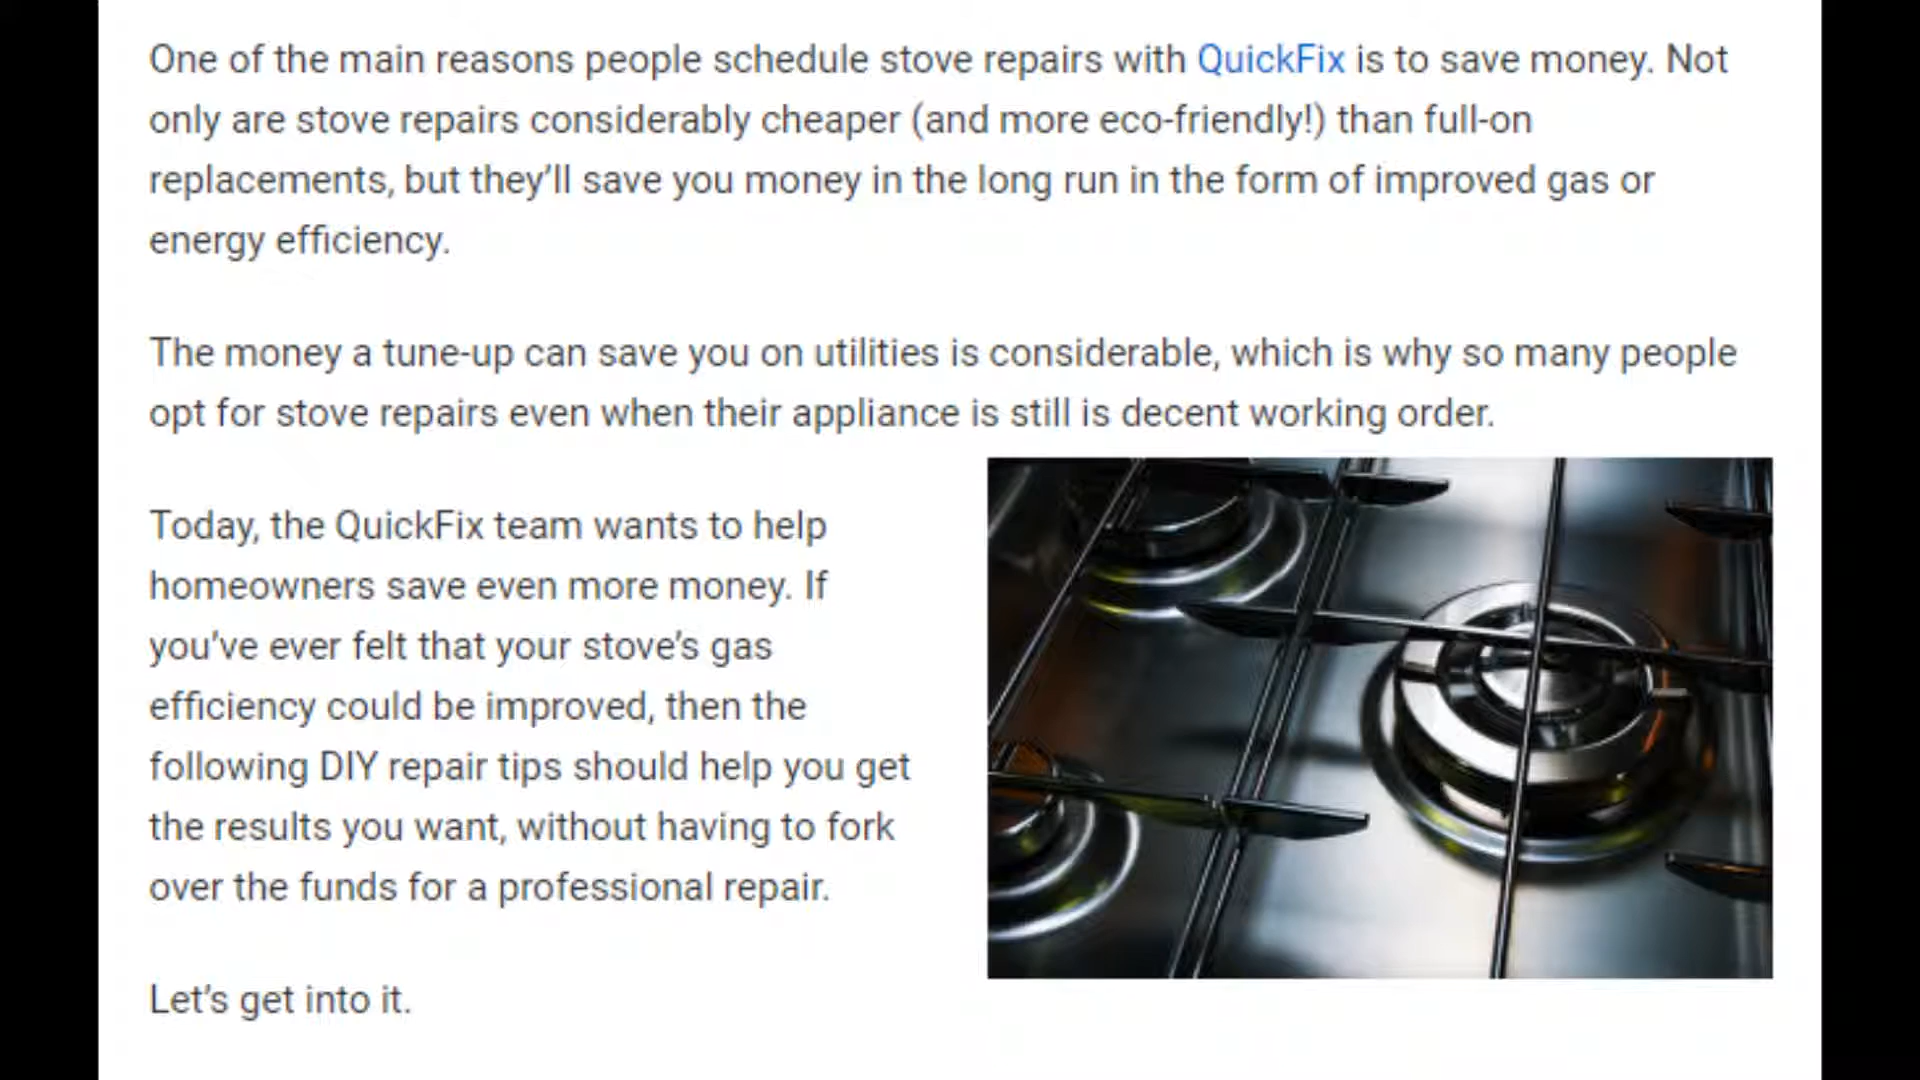 One of the main reasons people schedule stove repairs with QuickFix is to save money. Not
only are stove repairs considerably cheaper (and more eco-friendly!) than full-on
replacements, but they’ll save you money in the long run in the form of improved gas or
energy efficiency.
The money a tune-up can save you on utilities is considerable, which is why so many people
opt for stove repairs even when their appliance is still is decent working order.
Today, the QuickFix team wants to help
homeowners save even more money. If
you’ve ever felt that your stove’s gas
efficiency could be improved, then the
following DIY repair tips should help you get
the results you want, without having to fork
over the funds for a professional repair.
Let’s get into it.